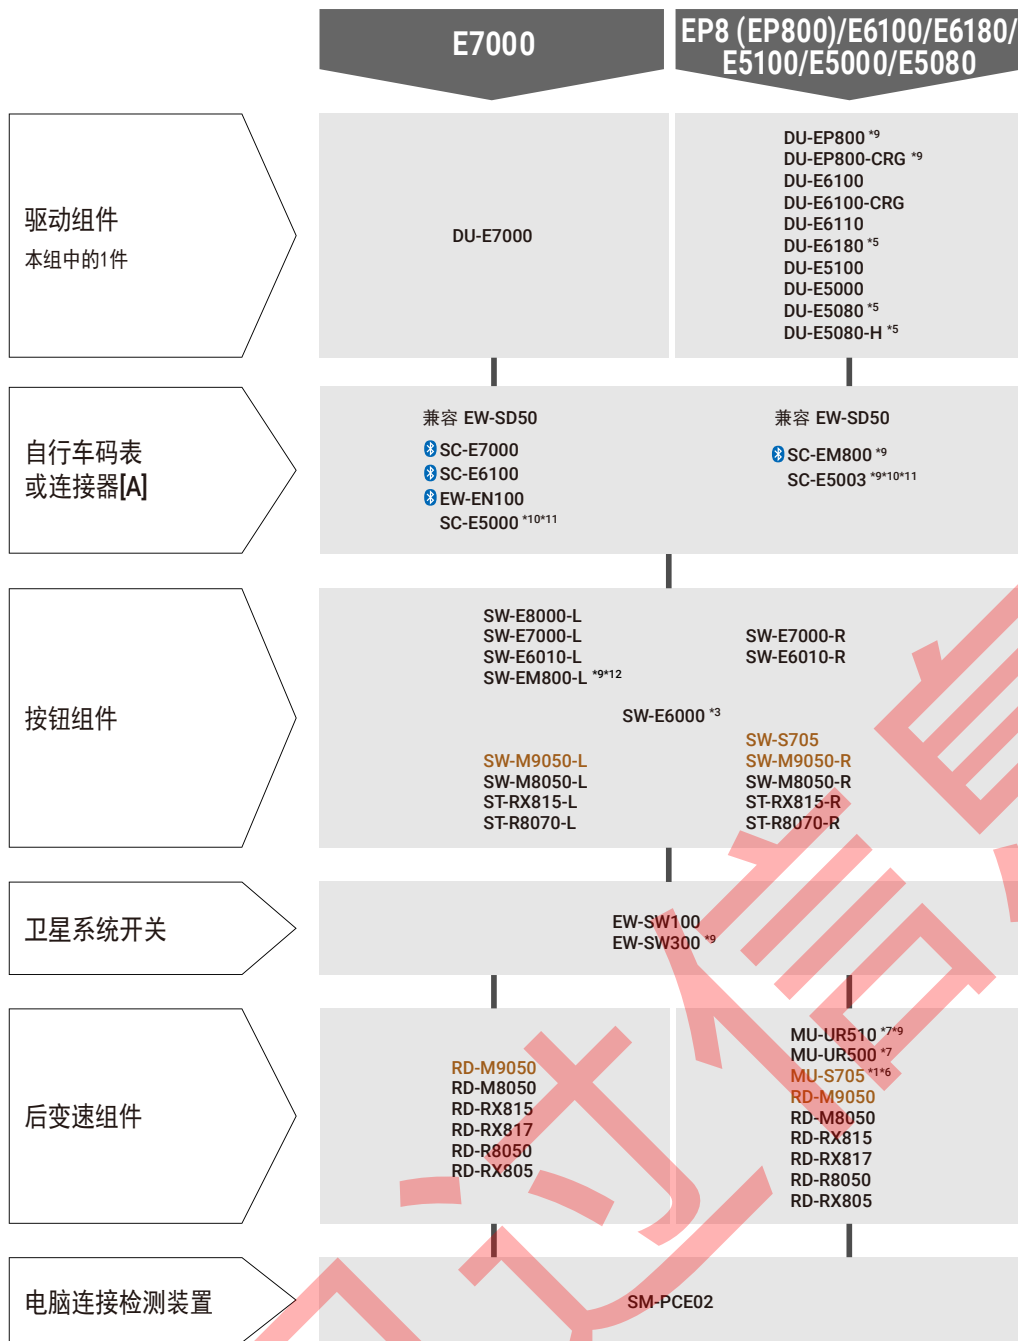 E7000
EP8 (EP800)/E6100/E6180/
E5100/E5000/E5080
驱动组件
本组中的1件
DU-E7000
DU-EP800 *9
DU-EP800-CRG *9
DU-E6100
DU-E6100-CRG
DU-E6110
DU-E6180 *5
DU-E5100
DU-E5000
DU-E5080 *5
DU-E5080-H *5
自行车码表
或连接器[A]
兼容 EW-SD50
SC-E7000
SC-E6100
EW-EN100
SC-E5000 *10*11
兼容 EW-SD50
SC-EM800 *9
SC-E5003 *9*10*11
按钮组件
SW-E8000-L
SW-E7000-L
SW-E6010-L
SW-EM800-L *9*12
SW-E7000-R
SW-E6010-R
SW-E6000 *3
SW-M9050-L
SW-M8050-L
ST-RX815-L
ST-R8070-L
SW-S705
SW-M9050-R
SW-M8050-R
ST-RX815-R
ST-R8070-R
卫星系统开关
EW-SW100
EW-SW300 *9
后变速组件
RD-M9050
RD-M8050
RD-RX815
RD-RX817
RD-R8050
RD-RX805
MU-UR510 *7*9
MU-UR500 *7
MU-S705 *1*6
RD-M9050
RD-M8050
RD-RX815
RD-RX817
RD-R8050
RD-RX805
电脑连接检测装置
SM-PCE02
过信